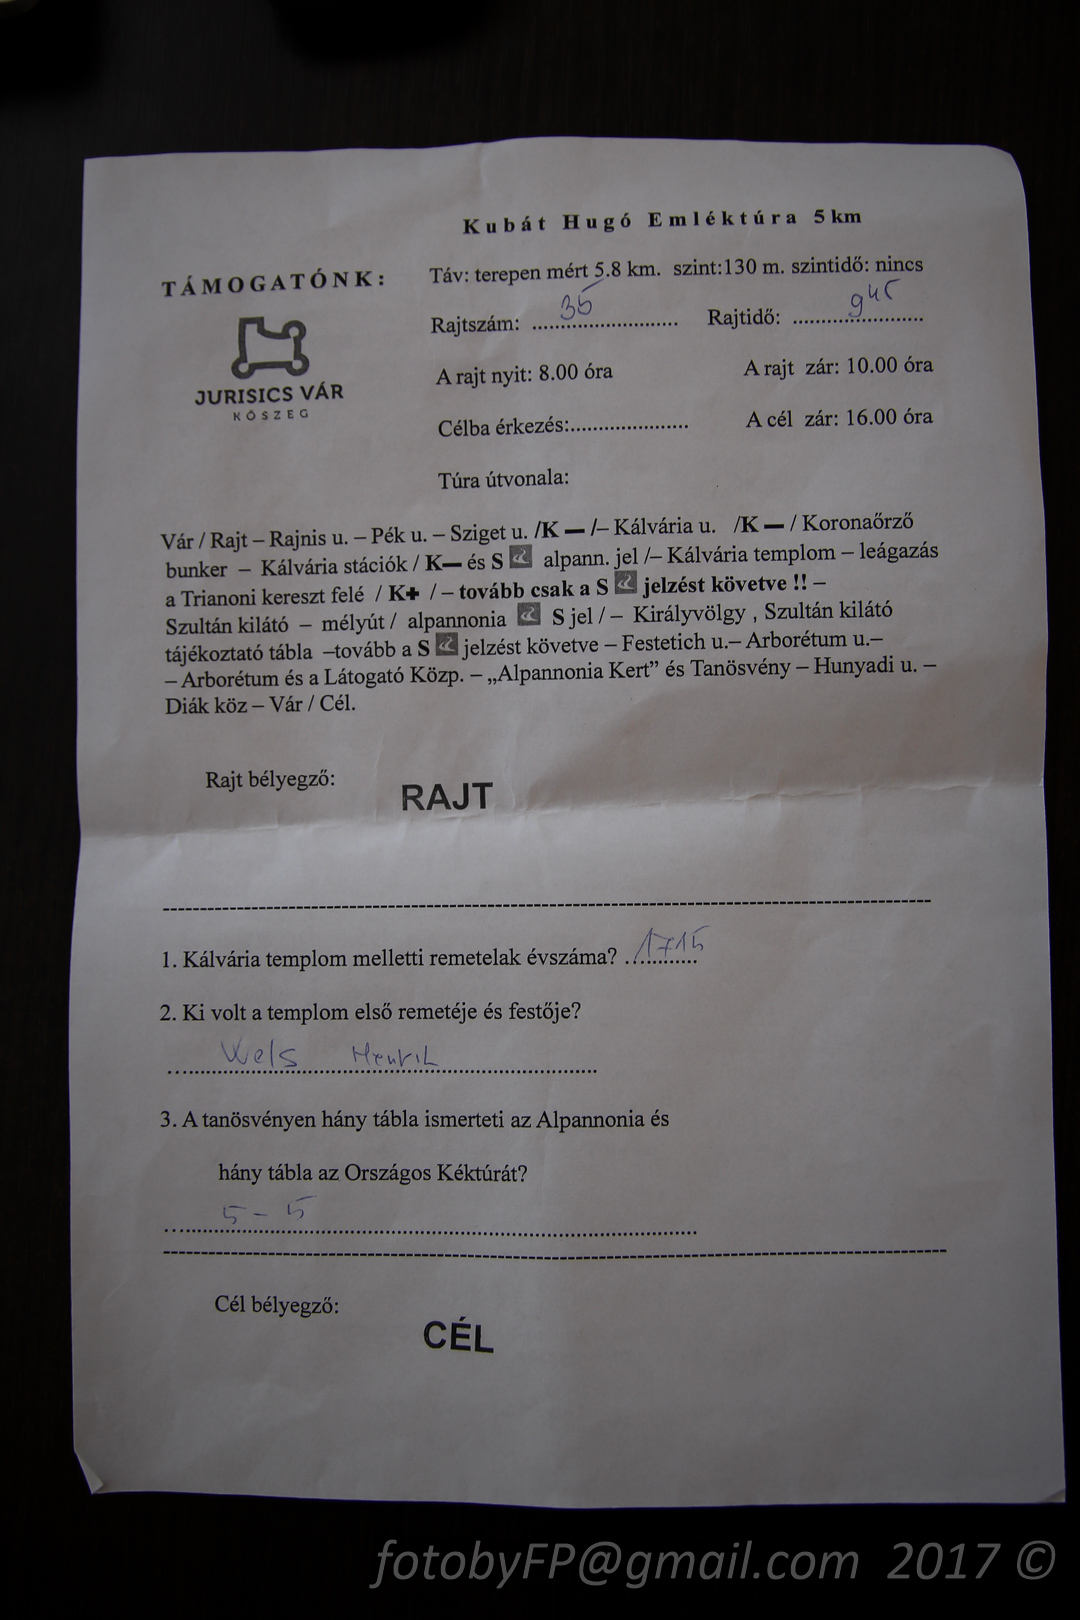 Kubát Hugó Emléktúra 5 km
TÁMOGATÓNK:
Táv: terepen mért 5.8 km. szint:130 m. szintidő: nincs
Rajtszám: 35
Rajtidő: 9 45
JURISICS VÁR
KŐSZEG
A rajt nyit: 8.00 óra
A rajt zár: 10.00 óra
Célba érkezés:
A cél zár: 16.00 óra
Túra útvonala:
Vár / Rajt – Rajnis u. – Pék u. – Sziget u. /K – /– Kálvária u. /K – / Koronaőrző
bunker – Kálvária stációk / K– és S alpann. jel /– Kálvária templom – leágazás
a Trianoni kereszt felé / K+ / – tovább csak a S jelzést követve !! –
Szultán kilátó – mélyút / alpannonia S jel / – Királyvölgy , Szultán kilátó
tájékoztató tábla –tovább a S jelzést követve – Festetich u.– Arborétum u.–
– Arborétum és a Látogató Közp. – „Alpannonia Kert” és Tanösvény – Hunyadi u. –
Diák köz – Vár / Cél.
Rajt bélyegző:
RAJT
1. Kálvária templom melletti remetelak évszáma? 1715
2. Ki volt a templom első remetéje és festője?
Wels Henrik
3. A tanösvényen hány tábla ismerteti az Alpannonia és
hány tábla az Országos Kéktúrát?
5 - 5
Cél bélyegző:
CÉL
fotobyFP@gmail.com 2017 ©